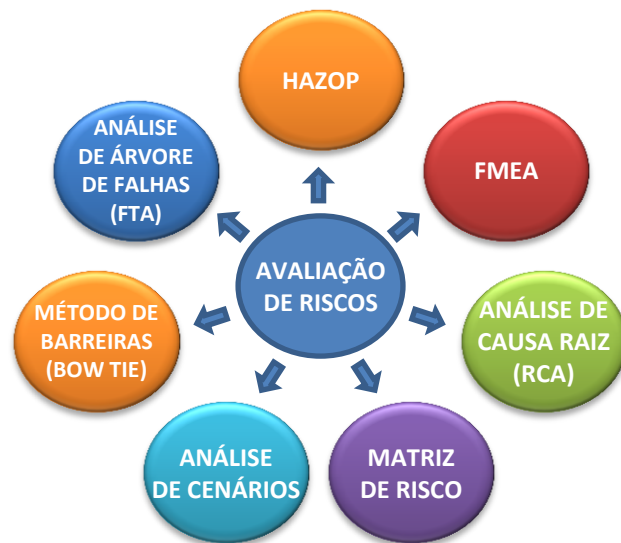 HAZOP
ANÁLISE
DE ÁRVORE
DE FALHAS
(FTA)
FMEA
AVALIAÇÃO
DE RISCOS
MÉTODO DE
BARREIRAS
(BOW TIE)
ANÁLISE DE
CAUSA RAIZ
(RCA)
ANÁLISE
DE CENÁRIOS
MATRIZ
DE RISCO